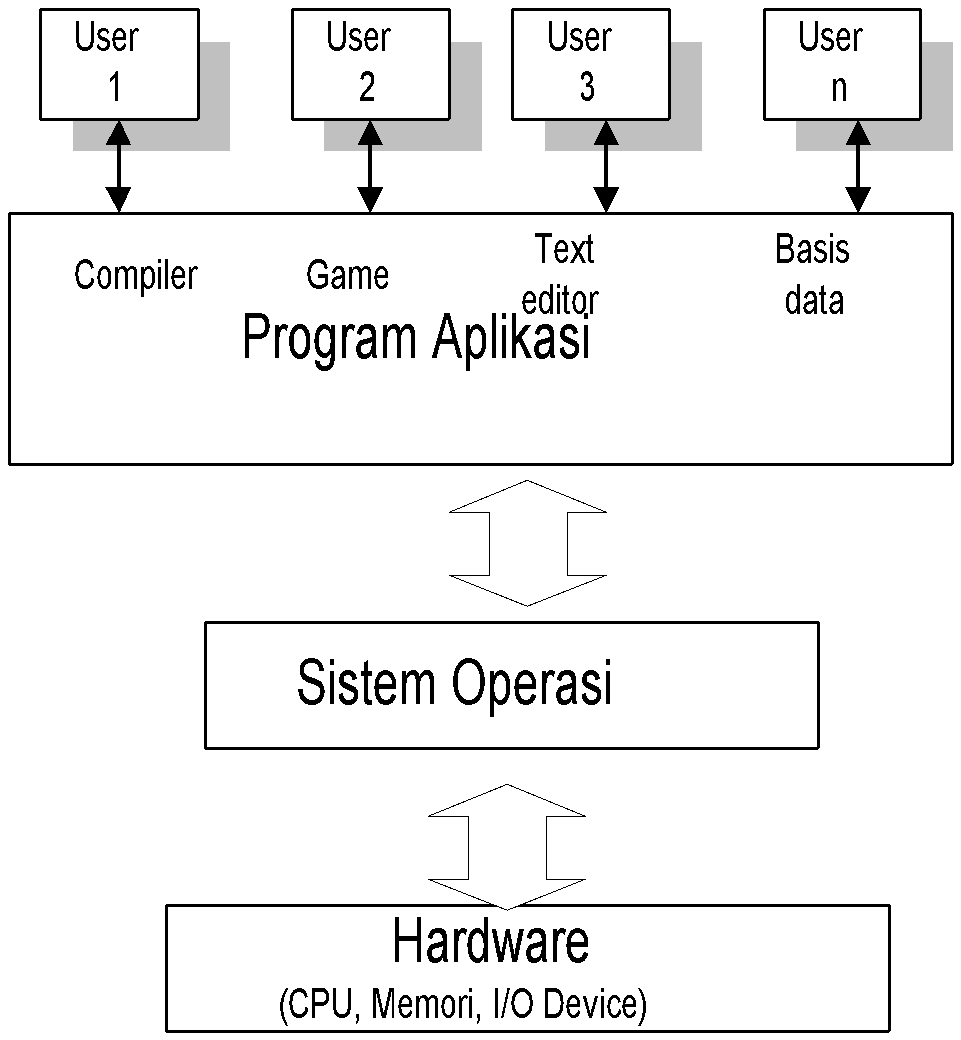 User
1
User
2
User
3
User
n
Compiler
Game
Text
editor
Basis
data
Program Aplikasi
Sistem Operasi
Hardware
(CPU, Memori, I/O Device)